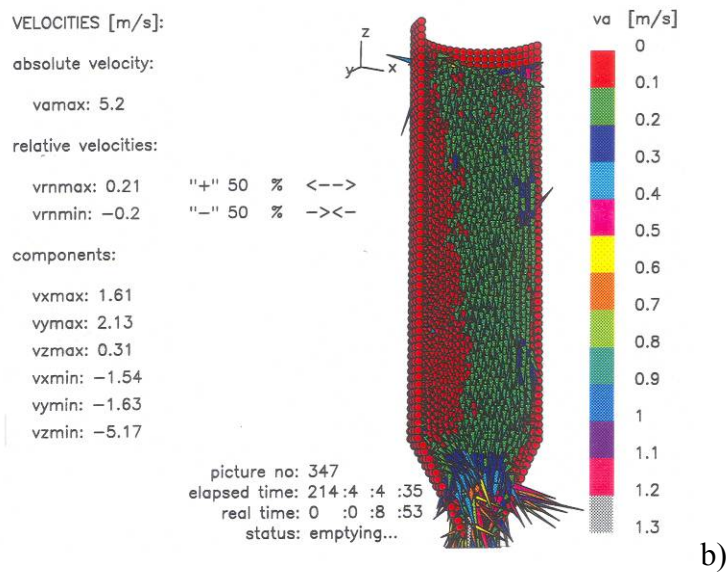 VELOCITIES [m/s]:
absolute velocity:
vamax: 5.2
relative velocities:
vrnmax: 0.21 "+" 50 % <-->
vrnmin: -0.2 "-" 50 % -><-
components:
vxmax: 1.61
vymax: 2.13
vzmax: 0.31
vxmin: -1.54
vymin: -1.63
vzmin: -5.17
picture no: 347
elapsed time: 214 :4 :4 :35
real time: 0 :0 :8 :53
status: emptying...
z
y x
va [m/s]
0
0.1
0.2
0.3
0.4
0.5
0.6
0.7
0.8
0.9
1
1.1
1.2
1.3
b)